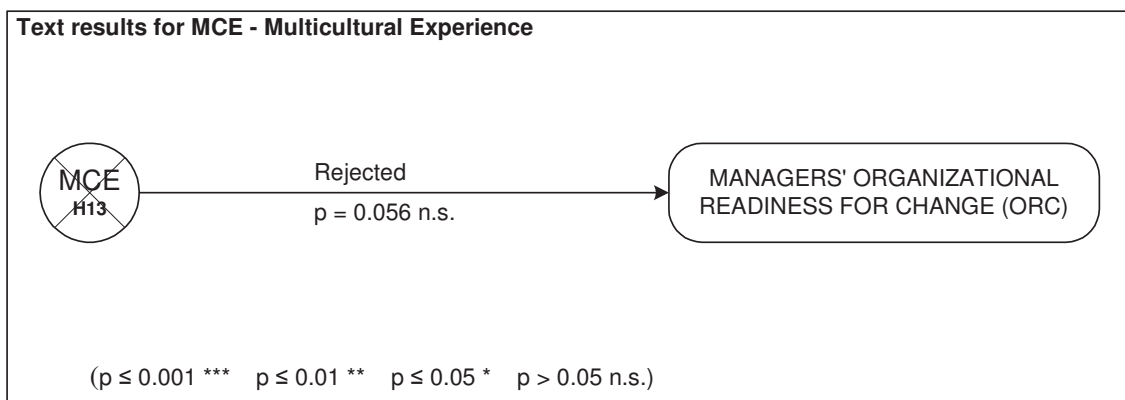 Text results for MCE - Multicultural Experience
MCE
H13
Rejected
p = 0.056 n.s.
MANAGERS' ORGANIZATIONAL
READINESS FOR CHANGE (ORC)
(p ≤ 0.001 *** p ≤ 0.01 ** p ≤ 0.05 * p > 0.05 n.s.)